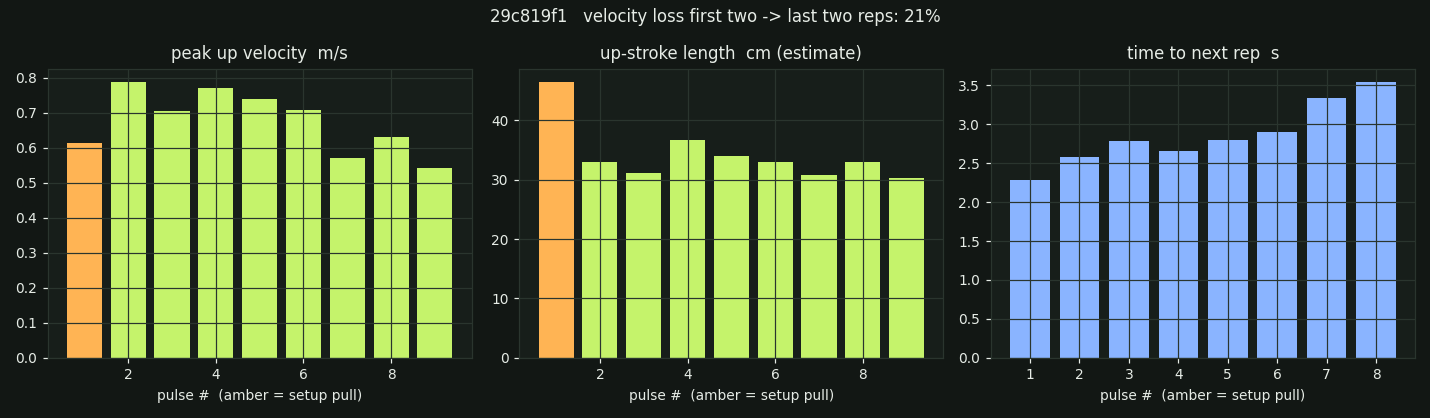 29c819f1   velocity loss first two -> last two reps: 21%
peak up velocity  m/s
0.8
0.7
0.6
0.5
0.4
0.3
0.2
0.1
0.0
2 4 6 8
pulse #  (amber = setup pull)
up-stroke length  cm (estimate)
40
30
20
10
0
2 4 6 8
pulse #  (amber = setup pull)
time to next rep  s
3.5
3.0
2.5
2.0
1.5
1.0
0.5
0.0
1 2 3 4 5 6 7 8
pulse #  (amber = setup pull)